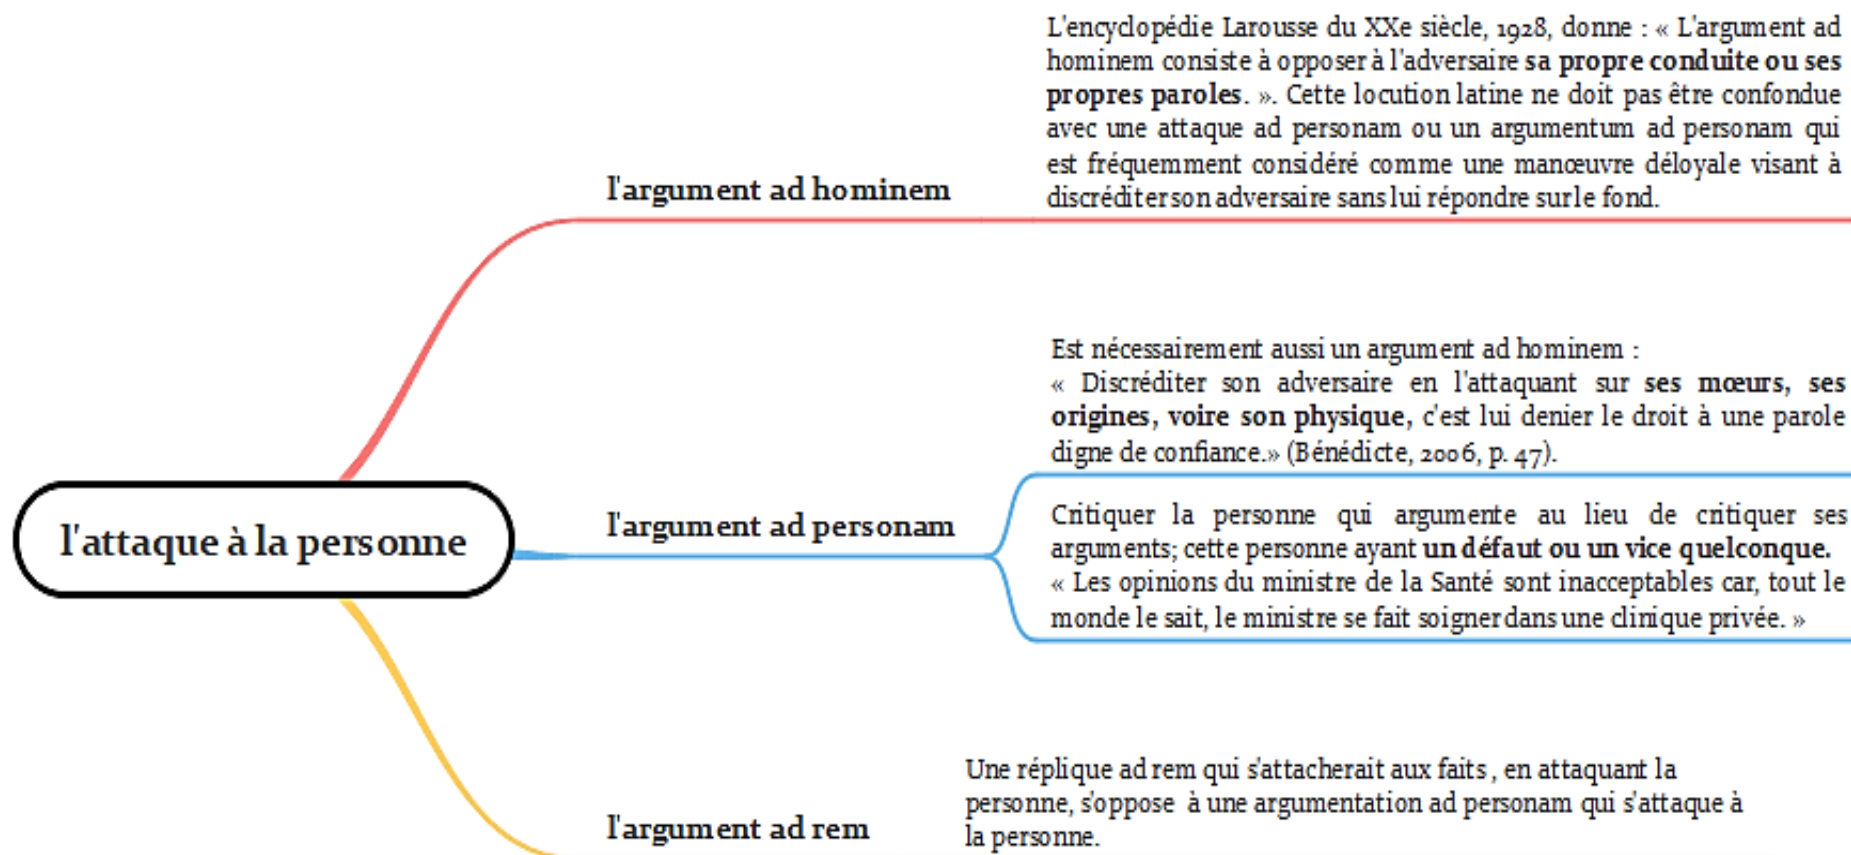 L'encyclopédie Larousse du XXe siècle, 1928, donne : « L'argument ad
hominem consiste à opposer à l'adversaire sa propre conduite ou ses
propres paroles. ». Cette locution latine ne doit pas être confondue
avec une attaque ad personam ou un argumentum ad personam qui
est fréquemment considéré comme une manœuvre déloyale visant à
discréditer son adversaire sans lui répondre sur le fond.
l'argument ad hominem
Est nécessairement aussi un argument ad hominem :
« Discréditer son adversaire en l'attaquant sur ses mœurs, ses
origines, voire son physique, c'est lui denier le droit à une parole
digne de confiance.» (Bénédicte, 2006, p. 47).
l'argument ad personam
l'attaque à la personne
Critiquer la personne qui argumente au lieu de critiquer ses
arguments; cette personne ayant un défaut ou un vice quelconque.
« Les opinions du ministre de la Santé sont inacceptables car, tout le
monde le sait, le ministre se fait soigner dans une clinique privée. »
Une réplique ad rem qui s'attacherait aux faits , en attaquant la
personne, s'oppose à une argumentation ad personam qui s'attaque à
la personne.
l'argument ad rem